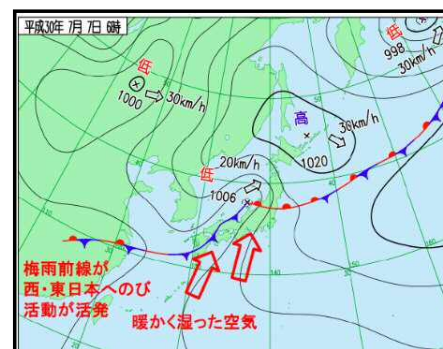 平成30年 7月 7日 6時
低
998
30km/h
低
1000
30km/h
高
30km/h
1020
20km/h
低
1006
140
梅雨前線が
西・東日本へのび
活動が活発
暖かく湿った空気